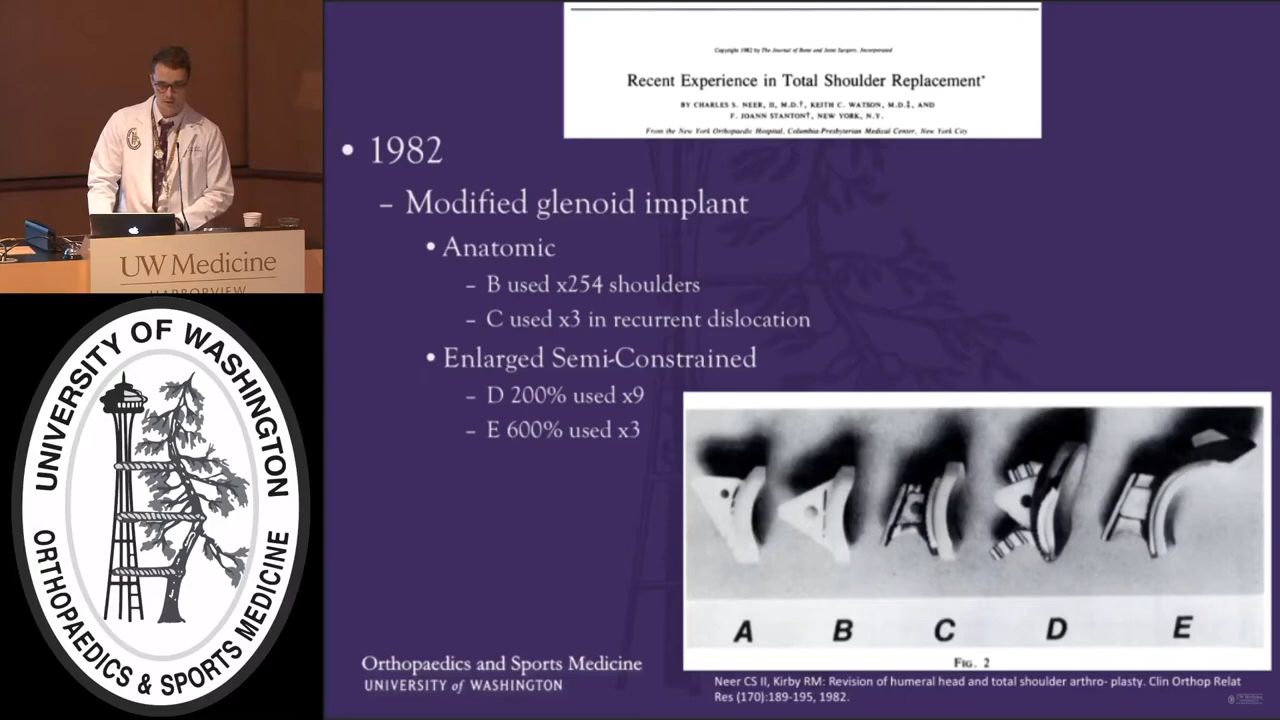 Copyright 1982 by The Journal of Bone and Joint Surgery, Incorporated
Recent Experience in Total Shoulder Replacement*
BY CHARLES S. NEER, II, M.D.†, KEITH C. WATSON, M.D.‡, AND
F. JOANN STANTON†, NEW YORK, N.Y.
From the New York Orthopaedic Hospital, Columbia-Presbyterian Medical Center, New York City
• 1982
– Modified glenoid implant
• Anatomic
– B used x254 shoulders
– C used x3 in recurrent dislocation
• Enlarged Semi-Constrained
– D 200% used x9
– E 600% used x3
A B C D E
FIG. 2
Neer CS II, Kirby RM: Revision of humeral head and total shoulder arthro- plasty. Clin Orthop Relat
Res (170):189-195, 1982.
Orthopaedics and Sports Medicine
UNIVERSITY of WASHINGTON
UW Medicine
HARBORVIEW
UNIVERSITY OF WASHINGTON
ORTHOPAEDICS & SPORTS MEDICINE